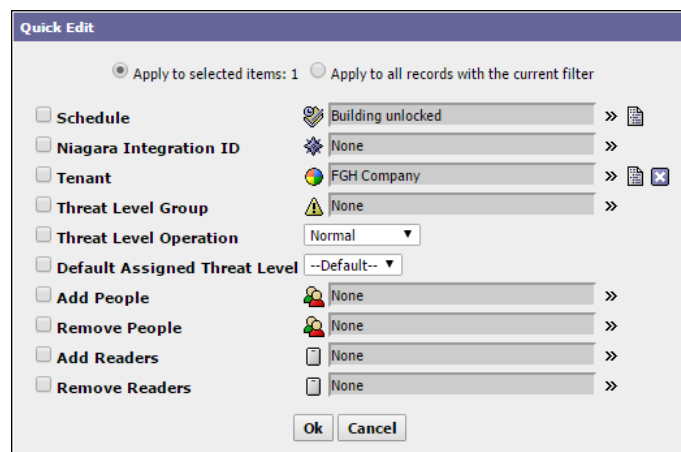 Quick Edit
Apply to selected items: 1 Apply to all records with the current filter
Schedule Building unlocked »
Niagara Integration ID None »
Tenant FGH Company »
Threat Level Group None »
Threat Level Operation Normal
Default Assigned Threat Level --Default--
Add People None »
Remove People None »
Add Readers None »
Remove Readers None »
Ok Cancel